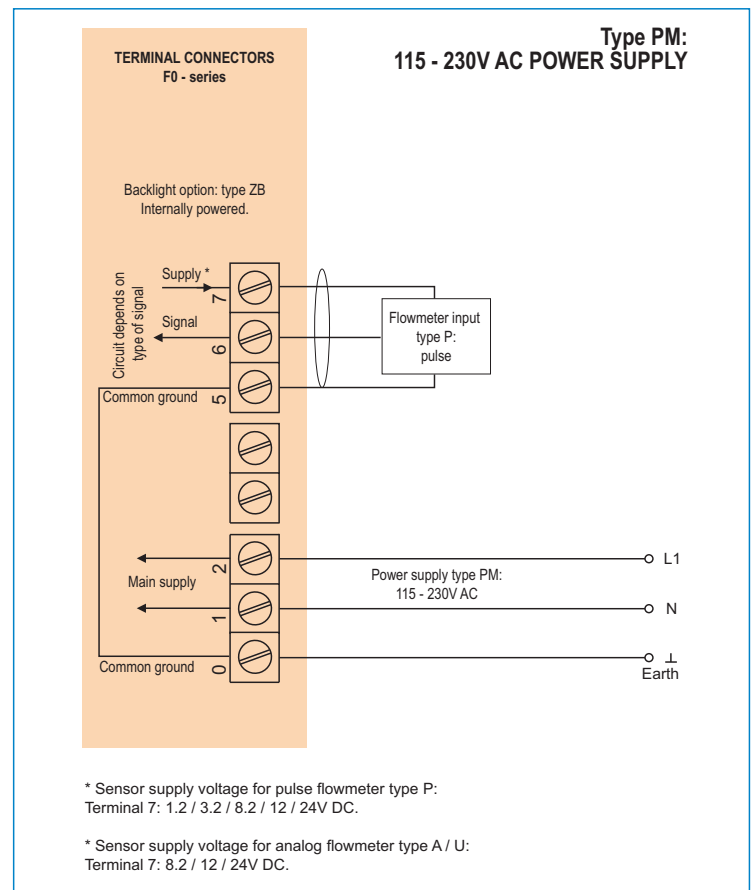 Type PM:
115 - 230V AC POWER SUPPLY
TERMINAL CONNECTORS
F0 - series
Backlight option: type ZB
Internally powered.
Circuit depends on
type of signal
Supply *
7
Signal
6
Common ground
5
Flowmeter input
type P:
pulse
Main supply
2
1
Power supply type PM:
115 - 230V AC
L1
N
Common ground
0
Earth
* Sensor supply voltage for pulse flowmeter type P:
Terminal 7: 1.2 / 3.2 / 8.2 / 12 / 24V DC.
* Sensor supply voltage for analog flowmeter type A / U:
Terminal 7: 8.2 / 12 / 24V DC.